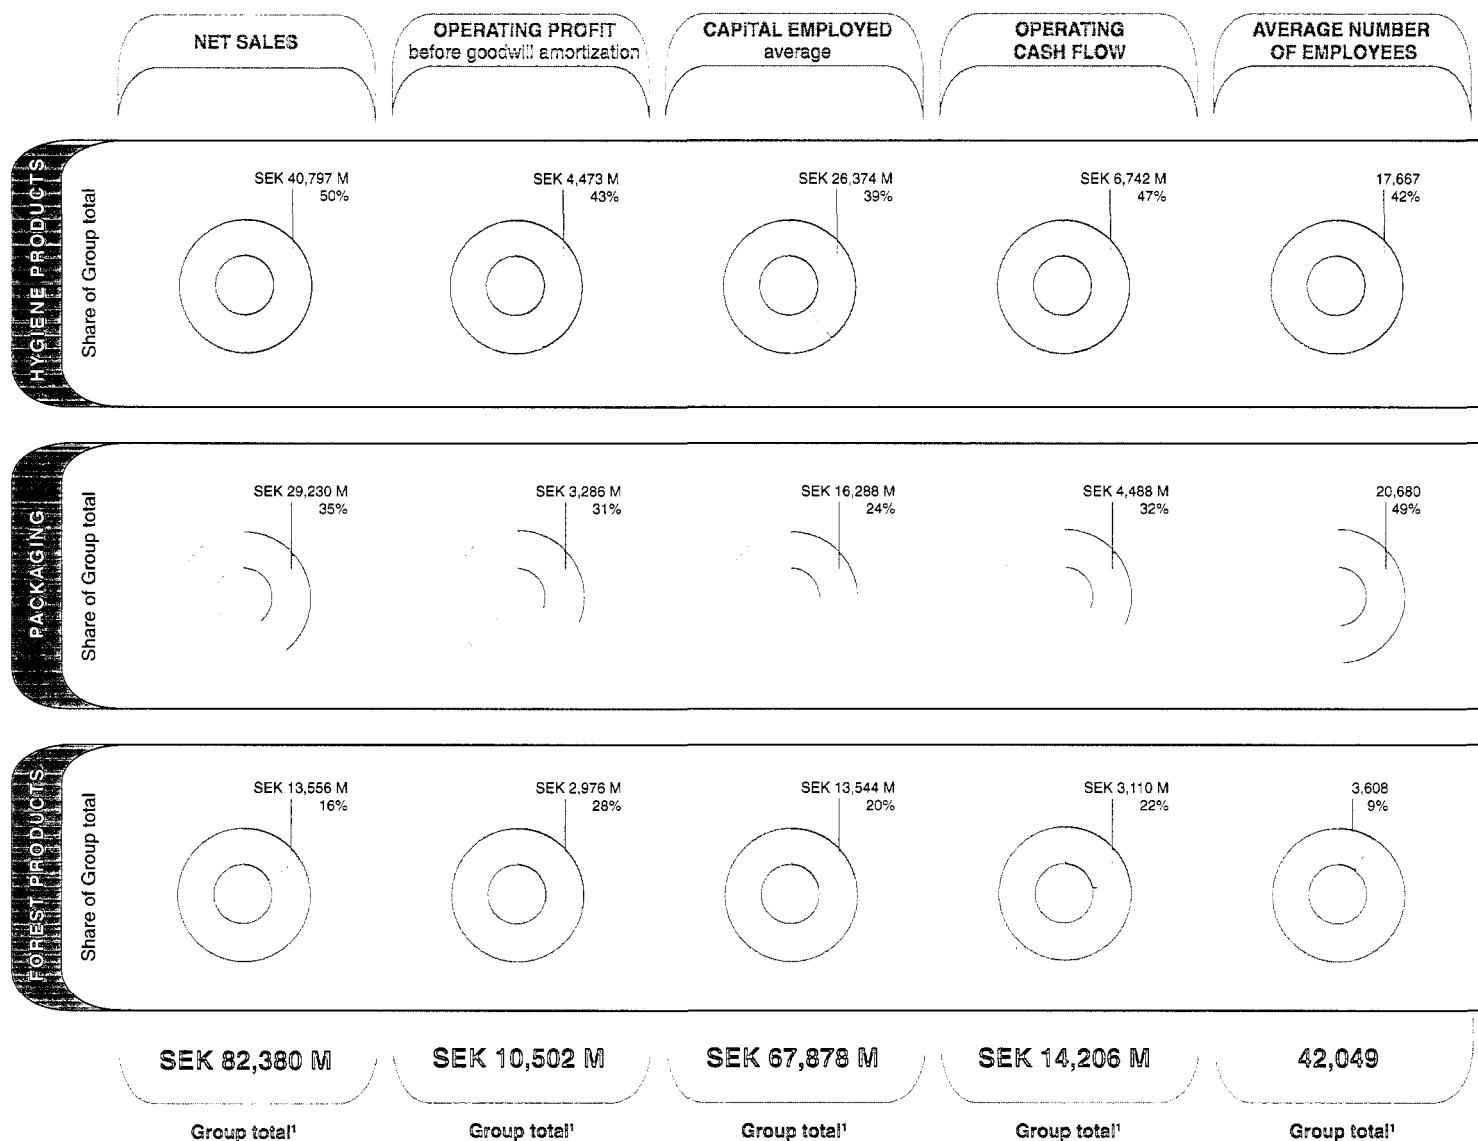 NET SALES
OPERATING PROFIT
before goodwill amortization
CAPITAL EMPLOYED
average
OPERATING
CASH FLOW
AVERAGE NUMBER
OF EMPLOYEES
HYGIENE PRODUCTS
Share of Group total
SEK 40,797 M
50%
SEK 4,473 M
43%
SEK 26,374 M
39%
SEK 6,742 M
47%
17,667
42%
PACKAGING
Share of Group total
SEK 29,230 M
35%
SEK 3,286 M
31%
SEK 16,288 M
24%
SEK 4,488 M
32%
20,680
49%
FOREST PRODUCTS
Share of Group total
SEK 13,556 M
16%
SEK 2,976 M
28%
SEK 13,544 M
20%
SEK 3,110 M
22%
3,608
9%
SEK 82,380 M
SEK 10,502 M
SEK 67,878 M
SEK 14,206 M
42,049
Group total¹
Group total¹
Group total¹
Group total¹
Group total¹